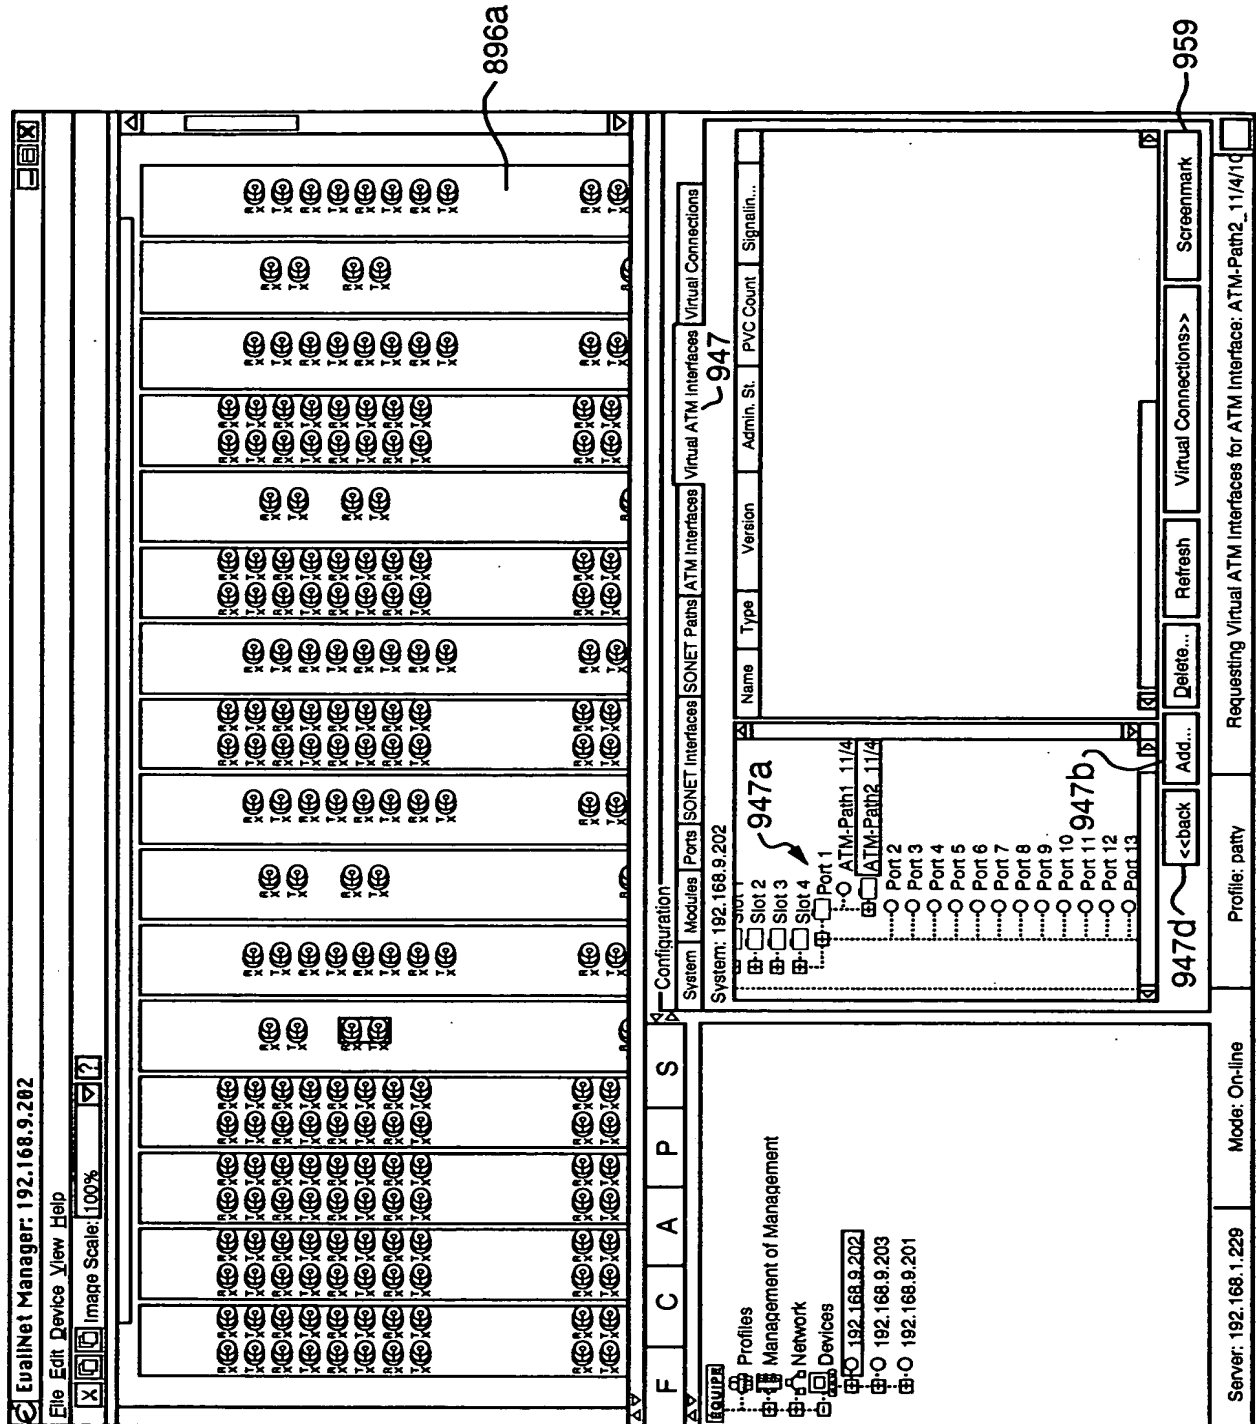 EuallNet Manager: 192.168.9.202
File Edit Device View Help
X ? Image Scale: 100%
896a
F C A P S
EQUIPE
Profiles
Management of Management
Network
Devices
192.168.9.202
192.168.9.203
192.168.9.201
Configuration
System Modules Ports SONET Interfaces SONET Paths ATM Interfaces Virtual ATM Interfaces Virtual Connections
947
System: 192.168.9.202
947a
Slot 1
Slot 2
Slot 3
Slot 4
Port 1
ATM-Path1_11/4
ATM-Path2_11/4
Port 2
Port 3
Port 4
Port 5
Port 6
Port 7
Port 8
Port 9
Port 10
Port 11
Port 12
Port 13
947b
Name Type Version Admin. St. PVC Count Signalin...
947d
<<back Add... Delete... Refresh Virtual Connections>> Screenmark
959
Server: 192.168.1.229 Mode: On-line Profile: patty Requesting Virtual ATM Interfaces for ATM Interface: ATM-Path2_11/4/10